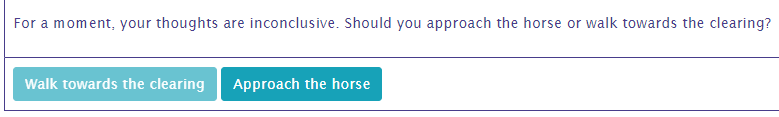 For a moment, your thoughts are inconclusive. Should you approach the horse or walk towards the clearing?
Walk towards the clearing
Approach the horse